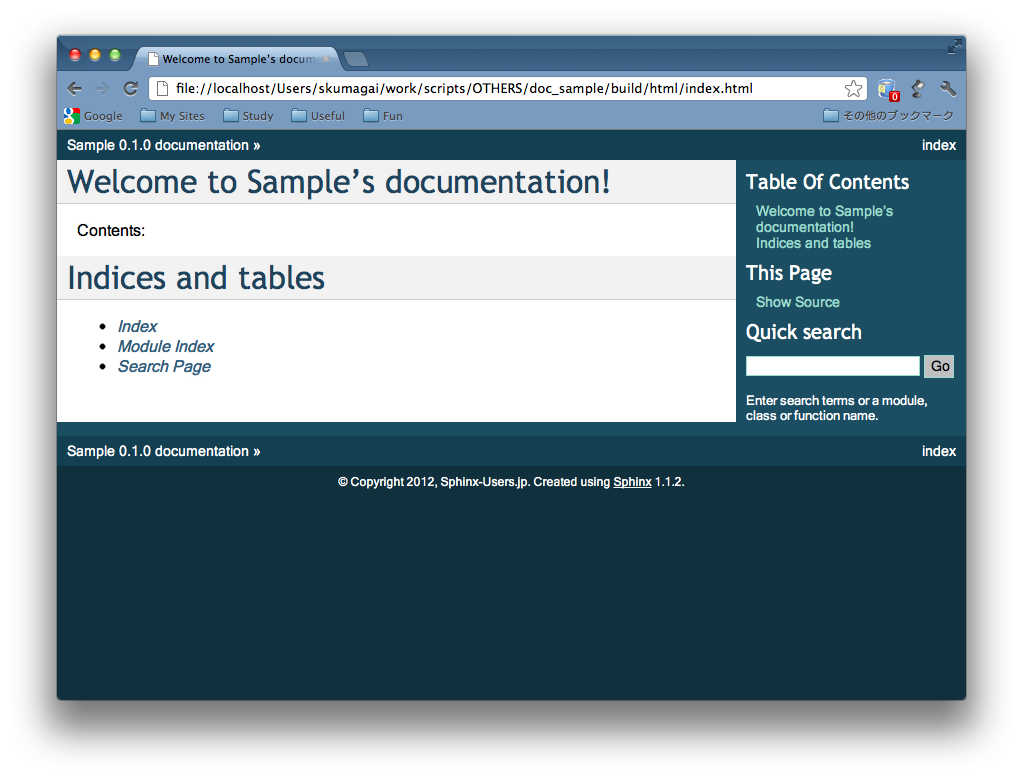 Welcome to Sample's docum
file://localhost/Users/skumagai/work/scripts/OTHERS/doc_sample/build/html/index.html
0
Google My Sites Study Useful Fun その他のブックマーク
Sample 0.1.0 documentation » index
Welcome to Sample's documentation!
Contents:
Indices and tables
Index
Module Index
Search Page
Table Of Contents
Welcome to Sample's
documentation!
Indices and tables
This Page
Show Source
Quick search
Go
Enter search terms or a module,
class or function name.
Sample 0.1.0 documentation » index
© Copyright 2012, Sphinx-Users.jp. Created using Sphinx 1.1.2.